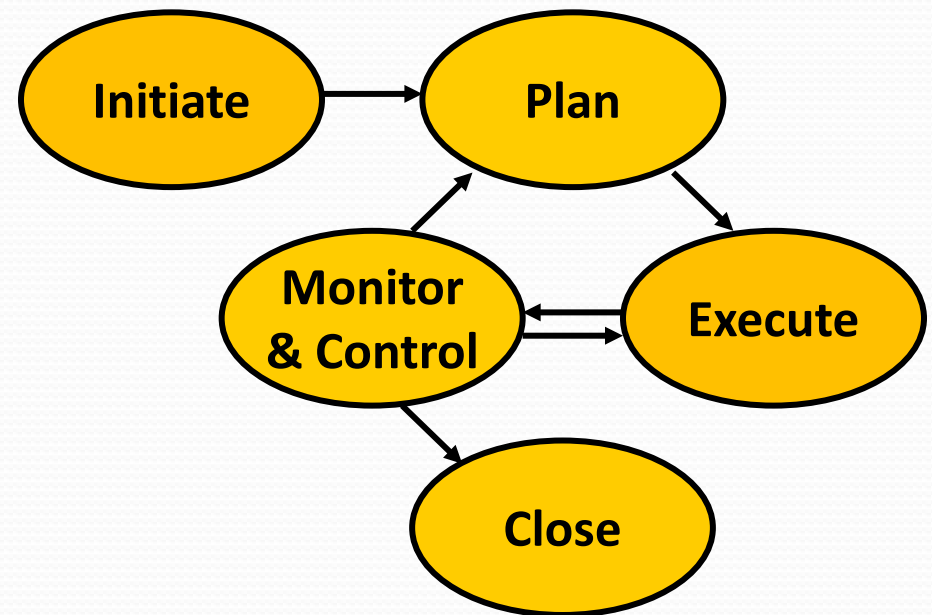 Initiate
Plan
Monitor
& Control
Execute
Close